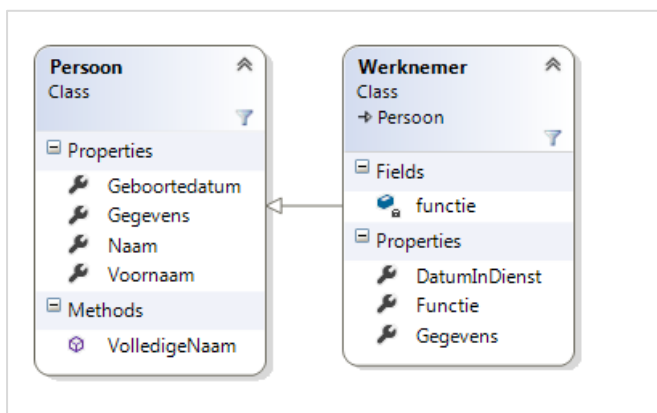 Persoon
Class
Properties
Geboortedatum
Gegevens
Naam
Voornaam
Methods
VolledigeNaam
Werknemer
Class
Persoon
Fields
functie
Properties
DatumInDienst
Functie
Gegevens